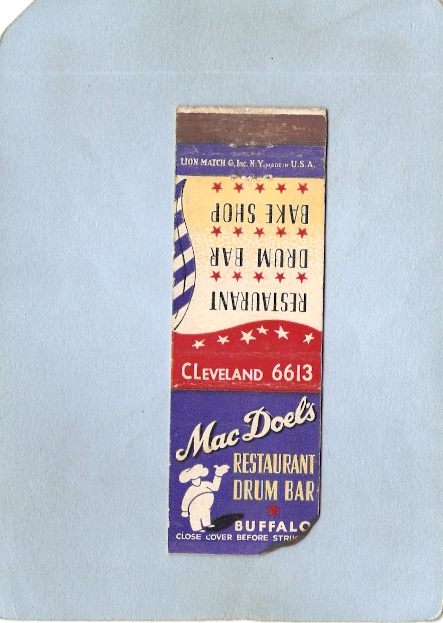 LION MATCH Co., Inc. N.Y. MADE IN U.S.A.
RESTAURANT
DRUM BAR
BAKE SHOP
CLEVELAND 6613
Mac Doel's
RESTAURANT
DRUM BAR
BUFFALO
CLOSE COVER BEFORE